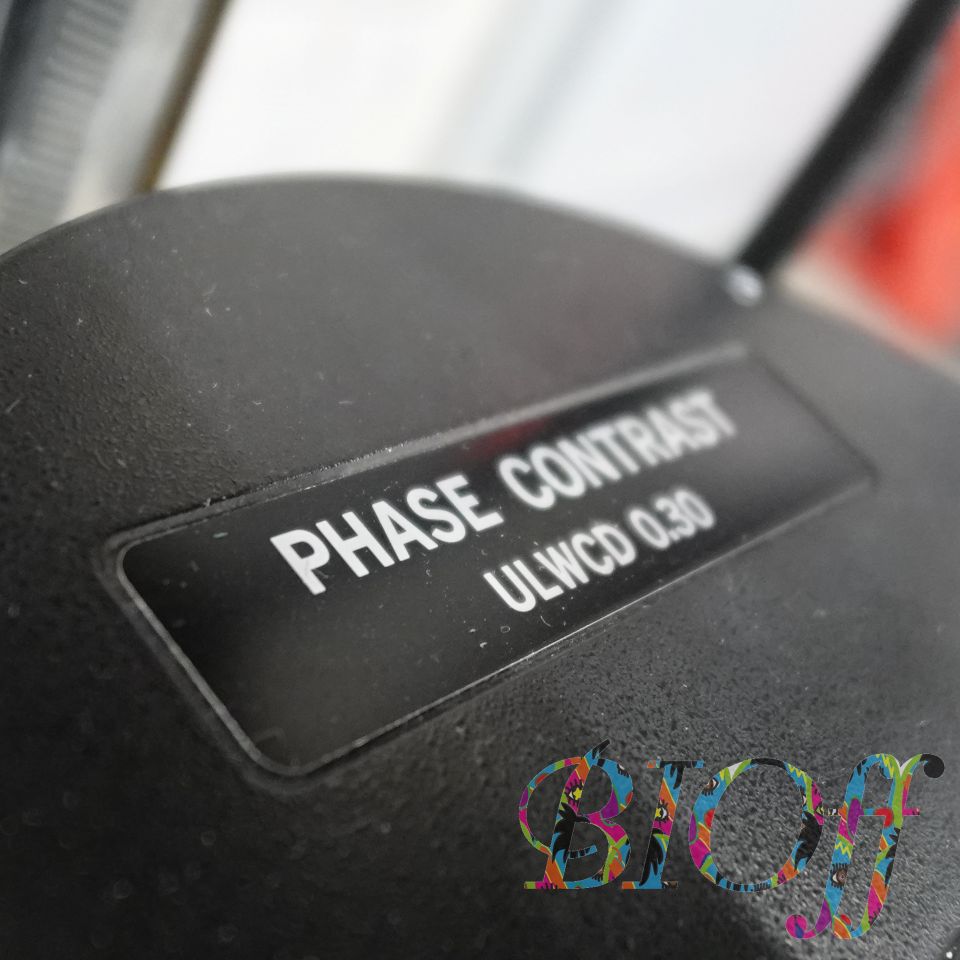 PHASE CONTRAST
ULWCD 0.30
BIOff